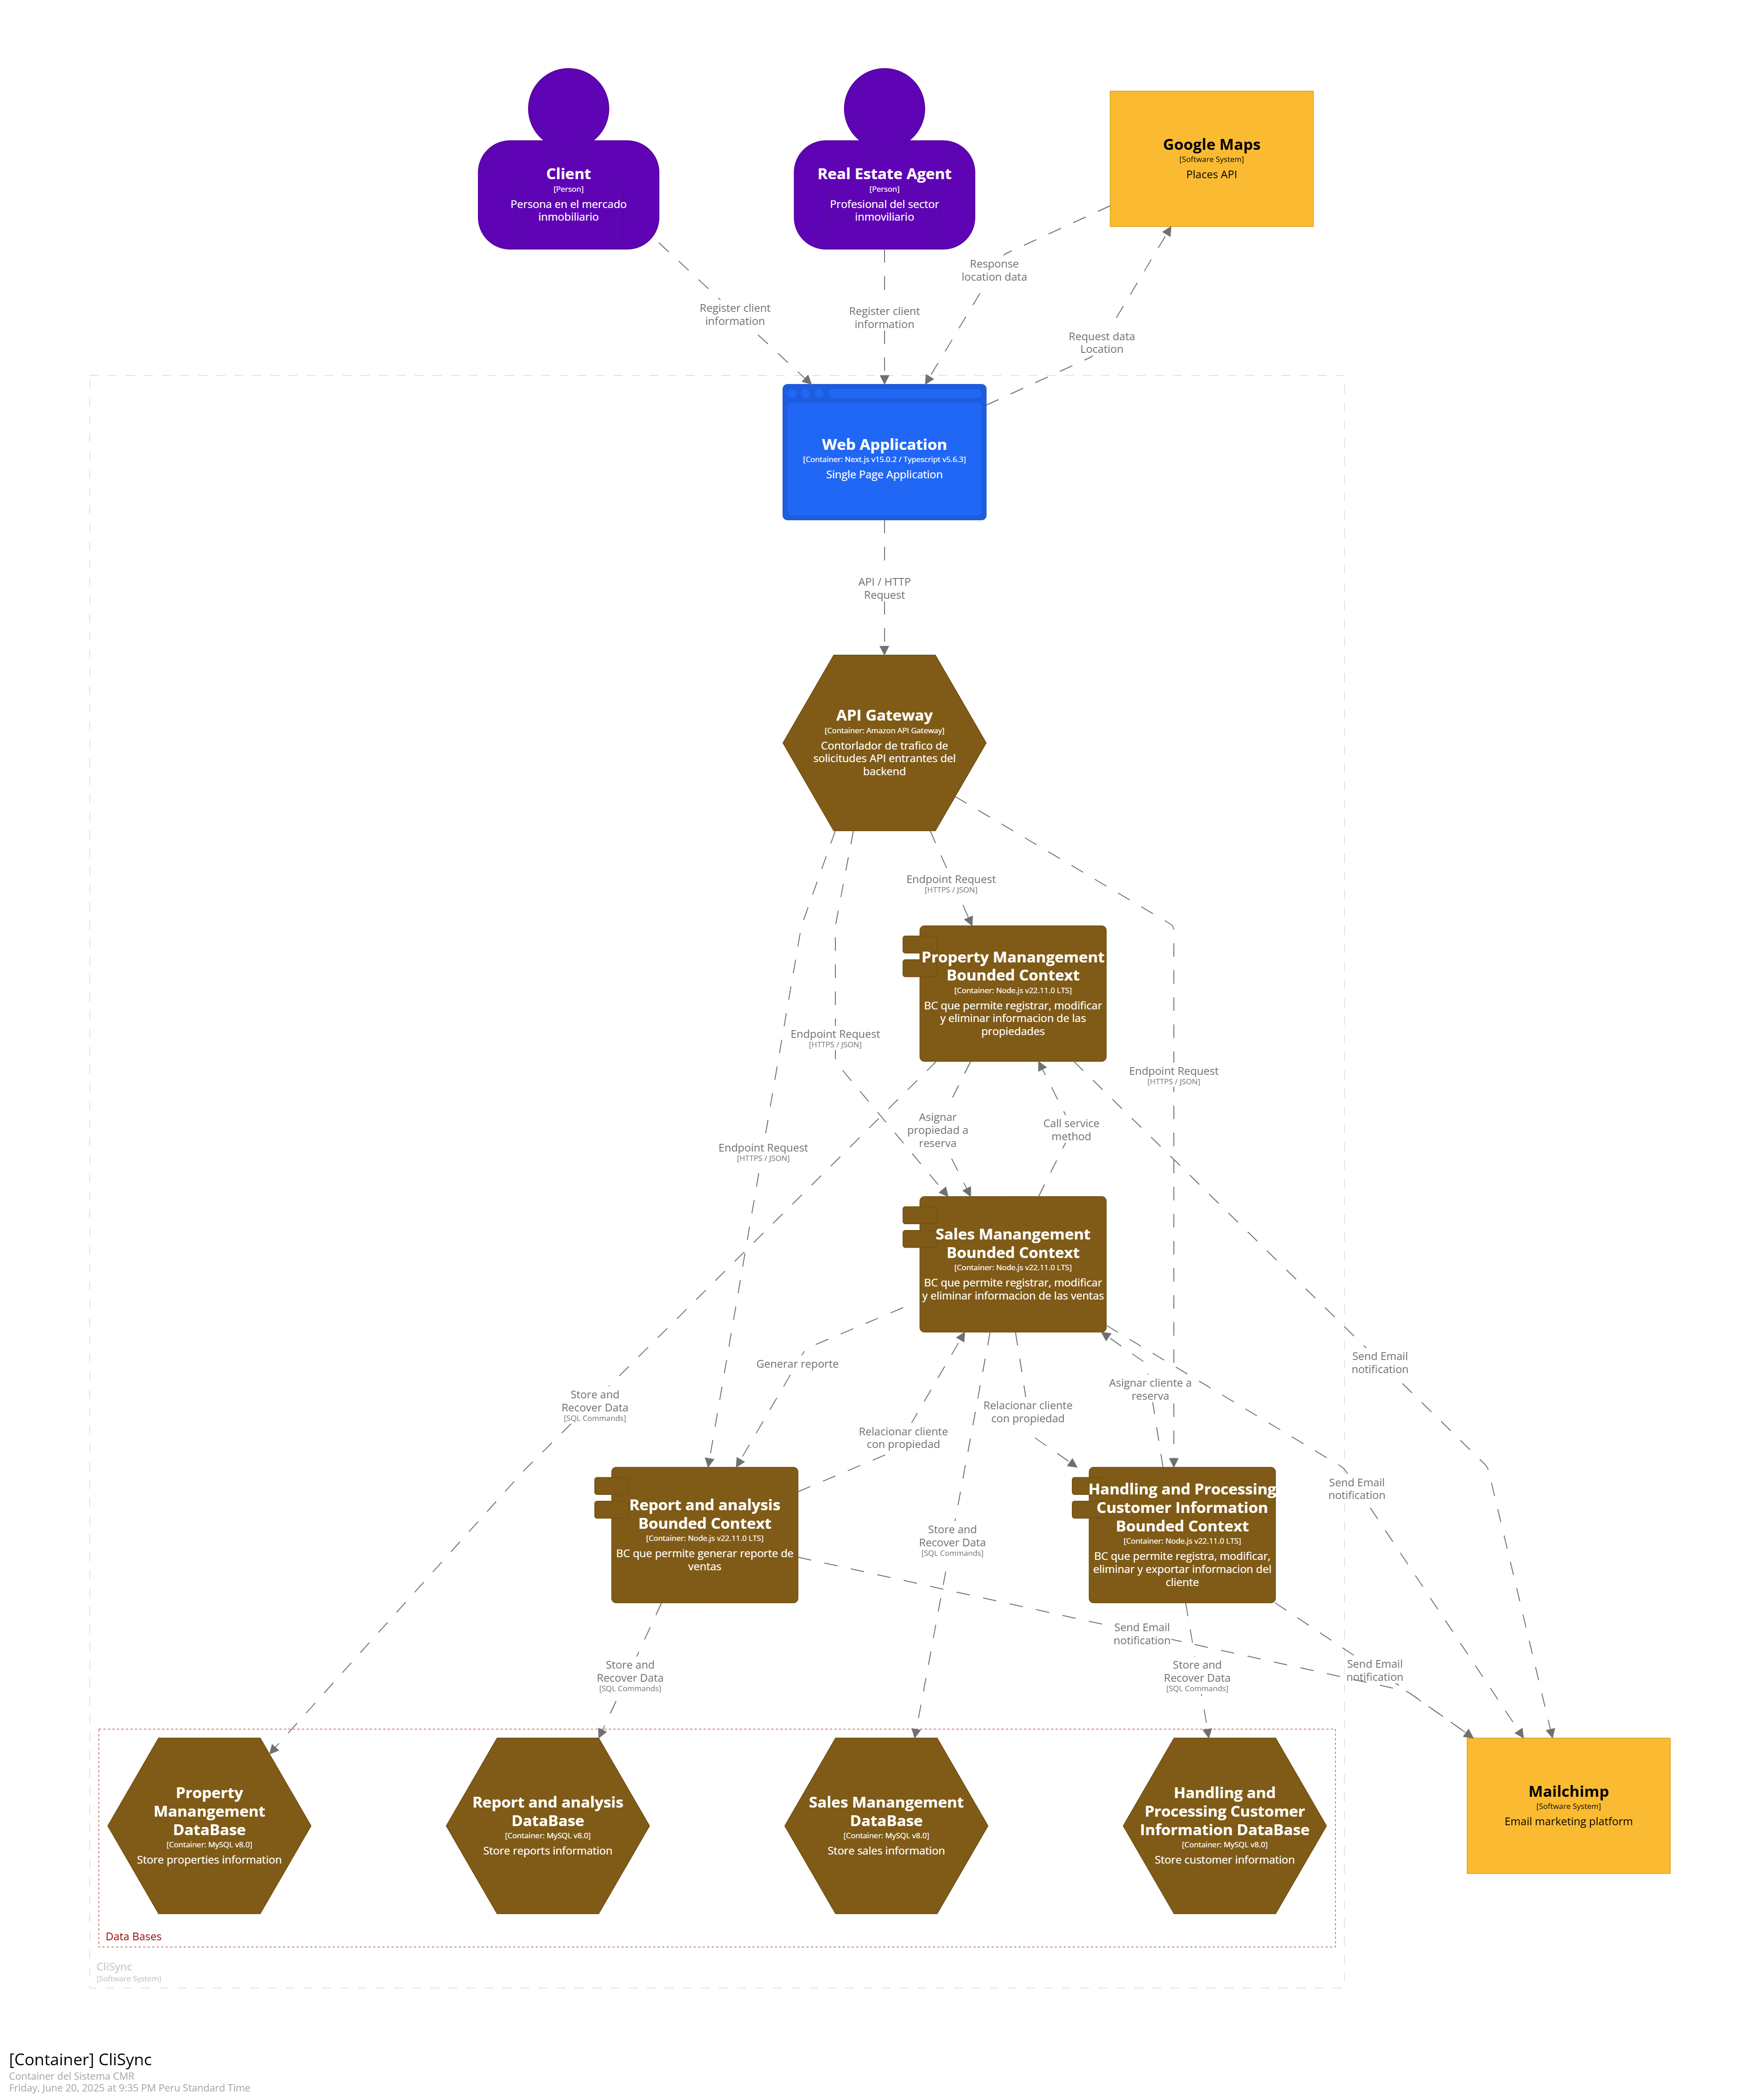 Client
[Person]
Persona en el mercado
inmobiliario
Real Estate Agent
[Person]
Profesional del sector
inmoviliario
Google Maps
[Software System]
Places API
Response
location data
Register client
information
Register client
information
Request data
Location
Web Application
[Container: Next.js v15.0.2 / Typescript v5.6.3]
Single Page Application
API / HTTP
Request
API Gateway
[Container: Amazon API Gateway]
Contorlador de trafico de
solicitudes API entrantes del
backend
Endpoint Request
[HTTPS / JSON]
Property Manangement
Bounded Context
[Container: Node.js v22.11.0 LTS]
BC que permite registrar, modificar
y eliminar informacion de las
propiedades
Endpoint Request
[HTTPS / JSON]
Endpoint Request
[HTTPS / JSON]
Asignar
propiedad a
reserva
Call service
method
Endpoint Request
[HTTPS / JSON]
Sales Manangement
Bounded Context
[Container: Node.js v22.11.0 LTS]
BC que permite registrar, modificar
y eliminar informacion de las ventas
Generar reporte
Send Email
notification
Asignar cliente a
reserva
Store and
Recover Data
[SQL Commands]
Relacionar cliente
con propiedad
Relacionar cliente
con propiedad
Send Email
notification
Report and analysis
Bounded Context
[Container: Node.js v22.11.0 LTS]
BC que permite generar reporte de
ventas
Store and
Recover Data
[SQL Commands]
Handling and Processing
Customer Information
Bounded Context
[Container: Node.js v22.11.0 LTS]
BC que permite registra, modificar,
eliminar y exportar informacion del
cliente
Send Email
notification
Store and
Recover Data
[SQL Commands]
Store and
Recover Data
[SQL Commands]
Send Email
notification
Property
Manangement
DataBase
[Container: MySQL v8.0]
Store properties information
Report and analysis
DataBase
[Container: MySQL v8.0]
Store reports information
Sales Manangement
DataBase
[Container: MySQL v8.0]
Store sales information
Handling and
Processing Customer
Information DataBase
[Container: MySQL v8.0]
Store customer information
Mailchimp
[Software System]
Email marketing platform
Data Bases
CliSync
[Software System]
[Container] CliSync
Container del Sistema CMR
Friday, June 20, 2025 at 9:35 PM Peru Standard Time